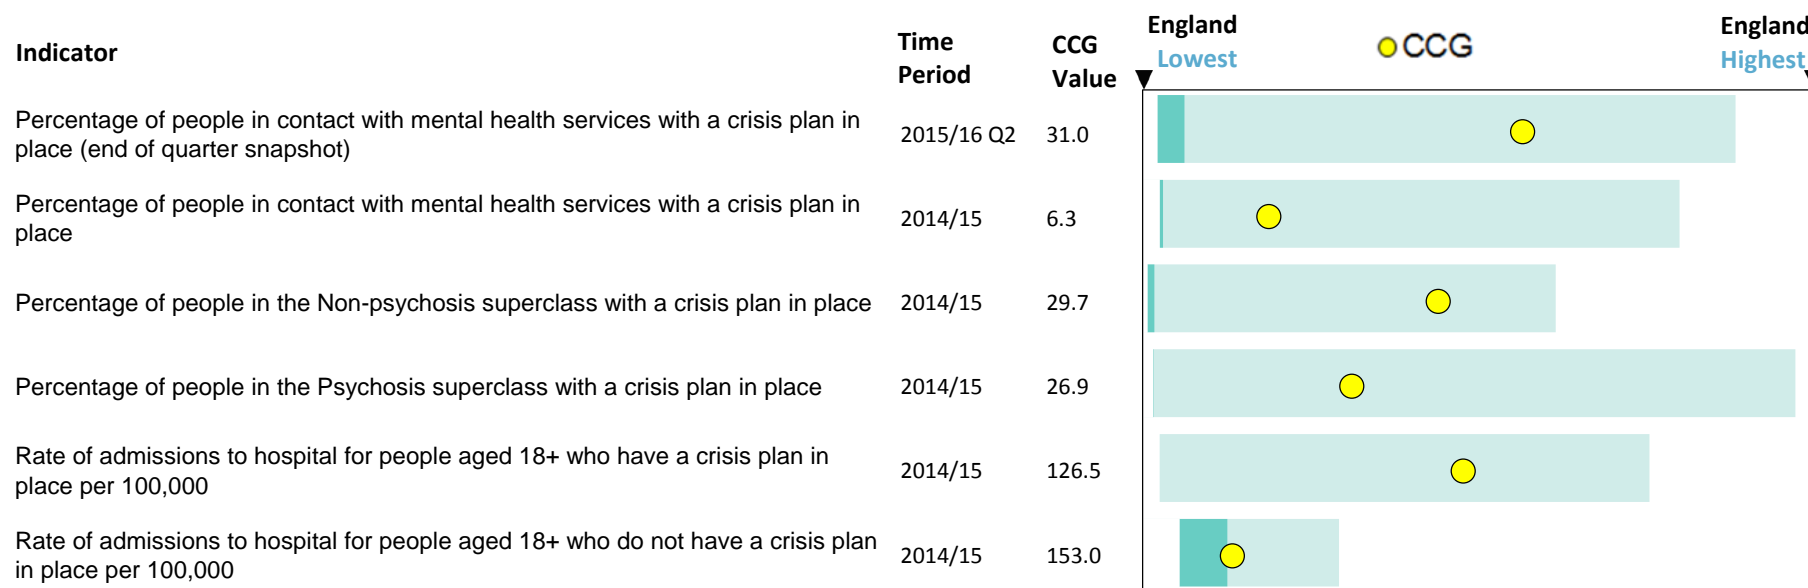 Indicator
Time
Period
CCG
Value
England
Lowest
CCG
England
Highest
Percentage of people in contact with mental health services with a crisis plan in
place (end of quarter snapshot)
2015/16 Q2
31.0
Percentage of people in contact with mental health services with a crisis plan in
place
2014/15
6.3
Percentage of people in the Non-psychosis superclass with a crisis plan in place
2014/15
29.7
Percentage of people in the Psychosis superclass with a crisis plan in place
2014/15
26.9
Rate of admissions to hospital for people aged 18+ who have a crisis plan in
place per 100,000
2014/15
126.5
Rate of admissions to hospital for people aged 18+ who do not have a crisis plan
in place per 100,000
2014/15
153.0